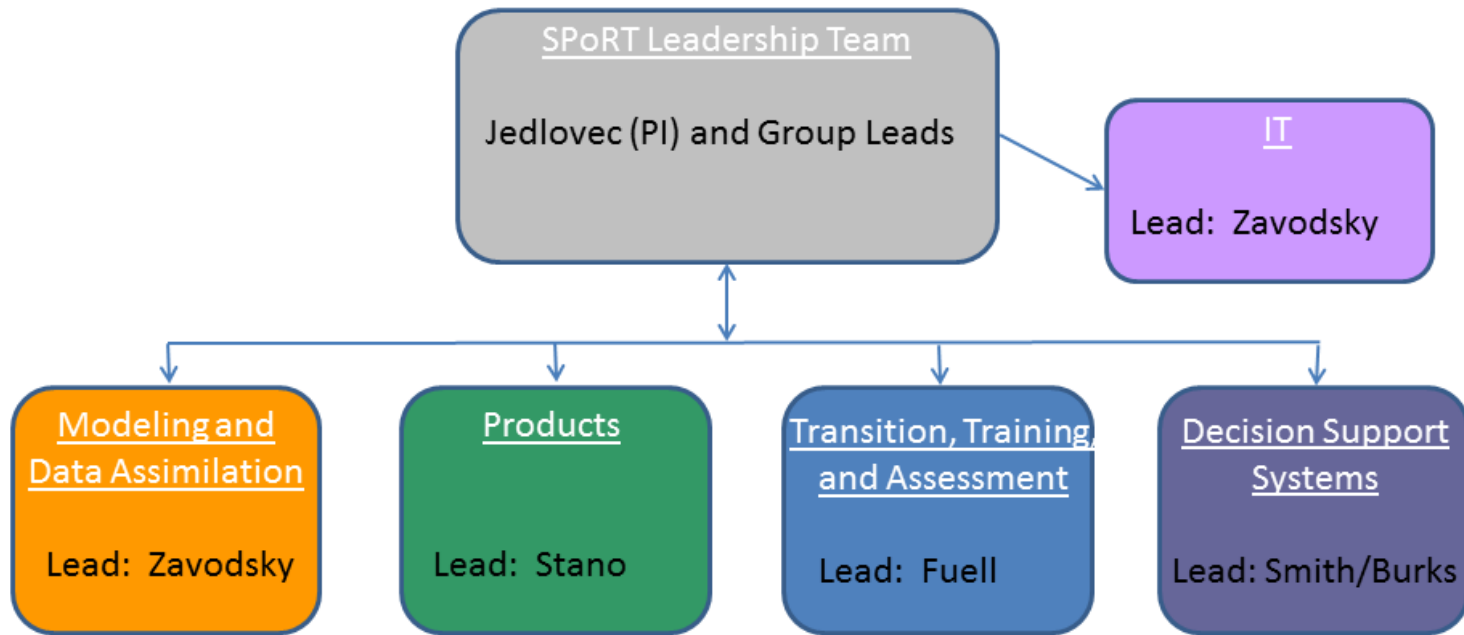 SPoRT Leadership Team
Jedlovec (PI) and Group Leads
IT
Lead: Zavodsky
Modeling and
Data Assimilation
Lead: Zavodsky
Products
Lead: Stano
Transition, Training,
and Assessment
Lead: Fuell
Decision Support
Systems
Lead: Smith/Burks